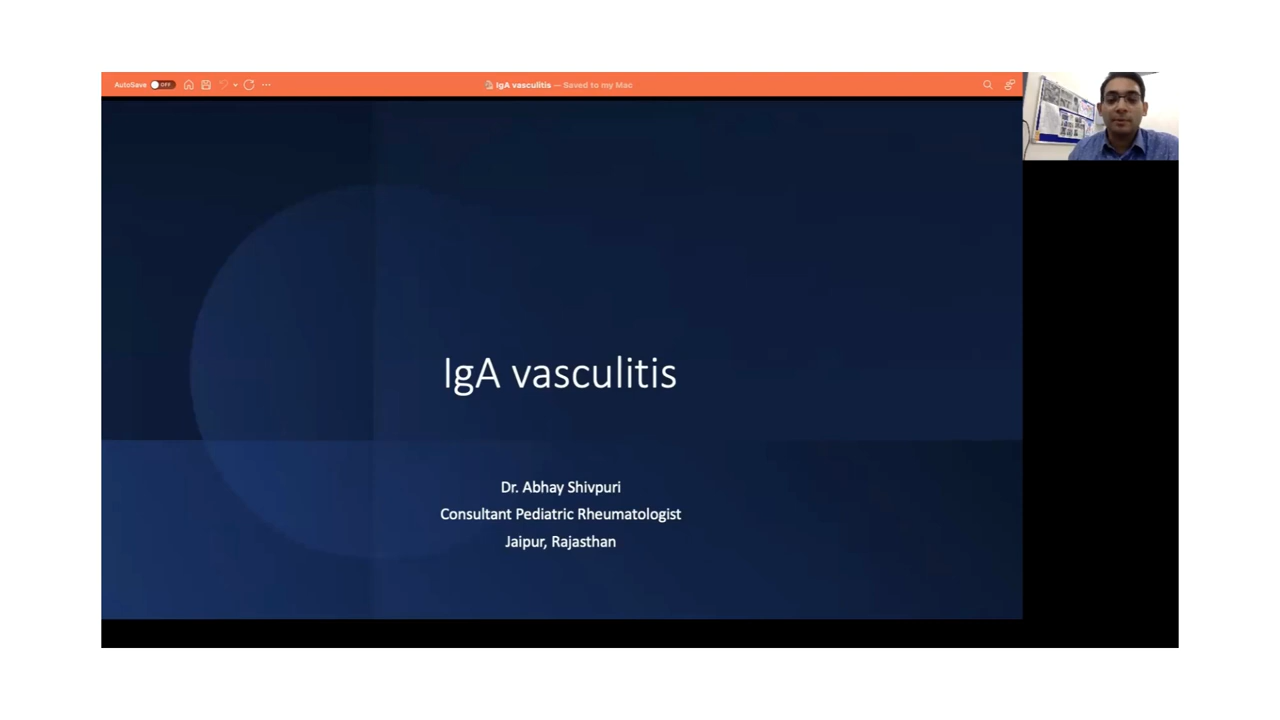 AutoSave OFF
IgA vasculitis — Saved to my Mac
IgA vasculitis
Dr. Abhay Shivpuri
Consultant Pediatric Rheumatologist
Jaipur, Rajasthan